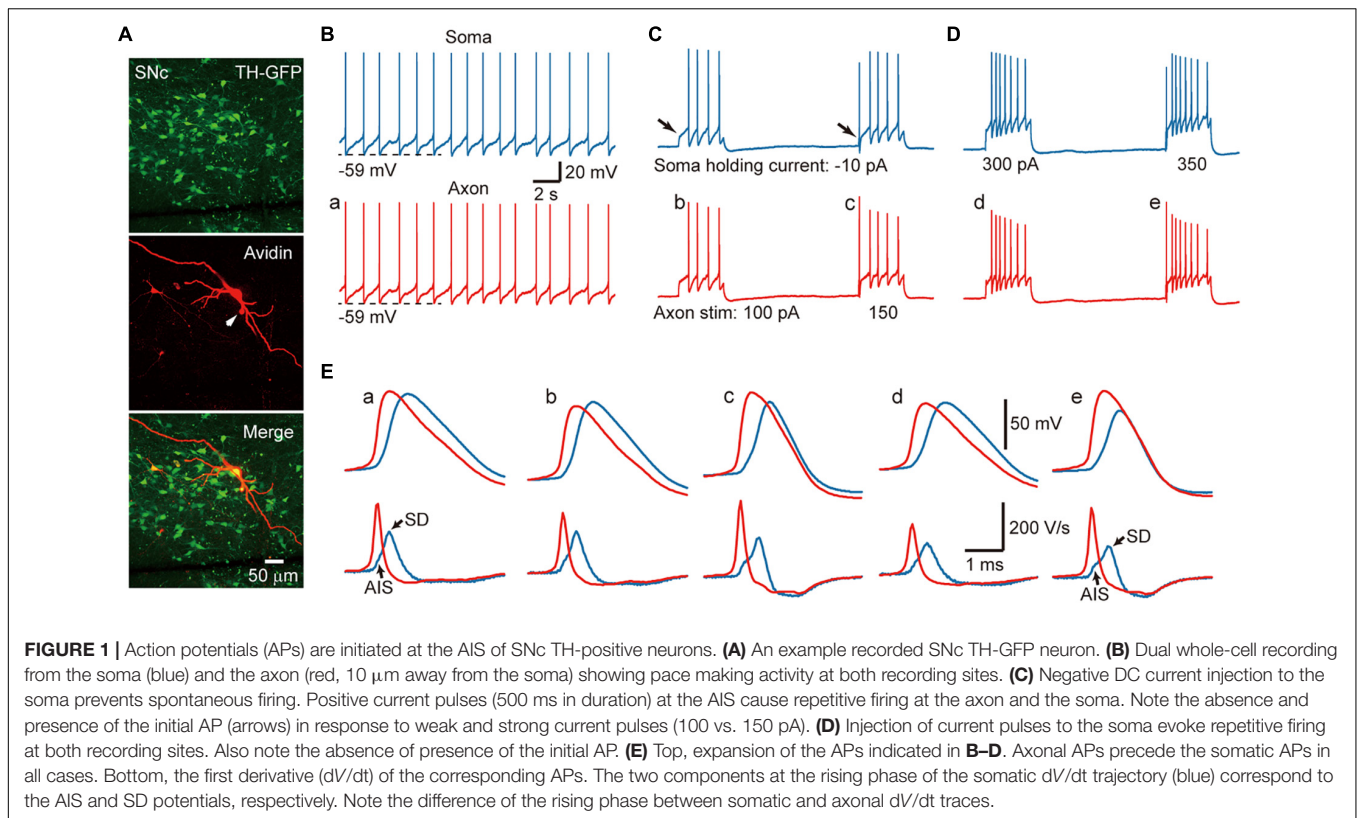 A
SNc TH-GFP
Avidin
Merge
50 μm
B
Soma
-59 mV
20 mV
2 s
Axon
a
-59 mV
C
Soma holding current: -10 pA
b
c
Axon stim: 100 pA 150
D
300 pA 350
d
e
E
a
b
c
d
e
50 mV
SD
AIS
200 V/s
1 ms
SD
AIS
FIGURE 1 | Action potentials (APs) are initiated at the AIS of SNc TH-positive neurons. (A) An example recorded SNc TH-GFP neuron. (B) Dual whole-cell recording
from the soma (blue) and the axon (red, 10 μm away from the soma) showing pace making activity at both recording sites. (C) Negative DC current injection to the
soma prevents spontaneous firing. Positive current pulses (500 ms in duration) at the AIS cause repetitive firing at the axon and the soma. Note the absence and
presence of the initial AP (arrows) in response to weak and strong current pulses (100 vs. 150 pA). (D) Injection of current pulses to the soma evoke repetitive firing
at both recording sites. Also note the absence of presence of the initial AP. (E) Top, expansion of the APs indicated in B–D. Axonal APs precede the somatic APs in
all cases. Bottom, the first derivative (dV/dt) of the corresponding APs. The two components at the rising phase of the somatic dV/dt trajectory (blue) correspond to
the AIS and SD potentials, respectively. Note the difference of the rising phase between somatic and axonal dV/dt traces.